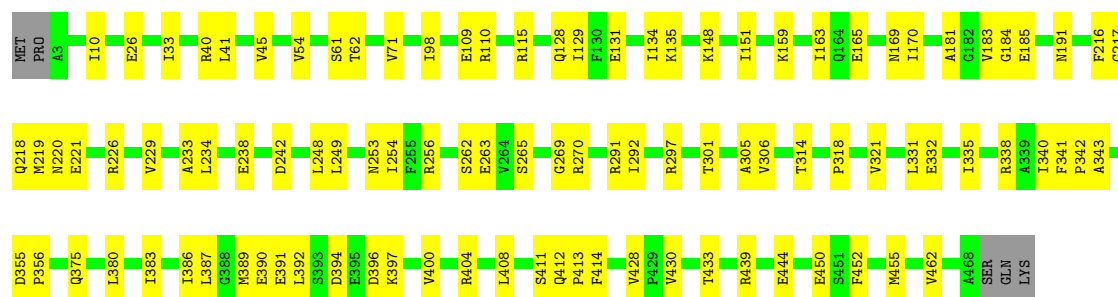 MET PRO A3 I10 E26 I33 R40 L41 V45 V54 S61 T62 V71 I98 E109 R110 R115 Q128 I129 F130 E131 I134 K135 K148 I151 K159 I163 Q164 E165 N169 I170 A181 G182 V183 G184 E185 N191 F216 G217
Q218 M219 N220 E221 R226 V229 A233 L234 E238 D242 L248 L249 N253 I254 F255 R256 S262 E263 V264 S265 G269 R270 R291 I292 R297 T301 A305 V306 T314 P318 V321 L331 E332 I335 R338 A339 I340 F341 P342 A343
D355 P356 Q375 L380 I383 I386 L387 G388 M389 E390 E391 L392 S393 D394 E395 D396 K397 V400 R404 L408 S411 Q412 P413 F414 V428 P429 V430 T433 R439 E444 E450 S451 F452 M455 V462 A468 SER GLN LYS